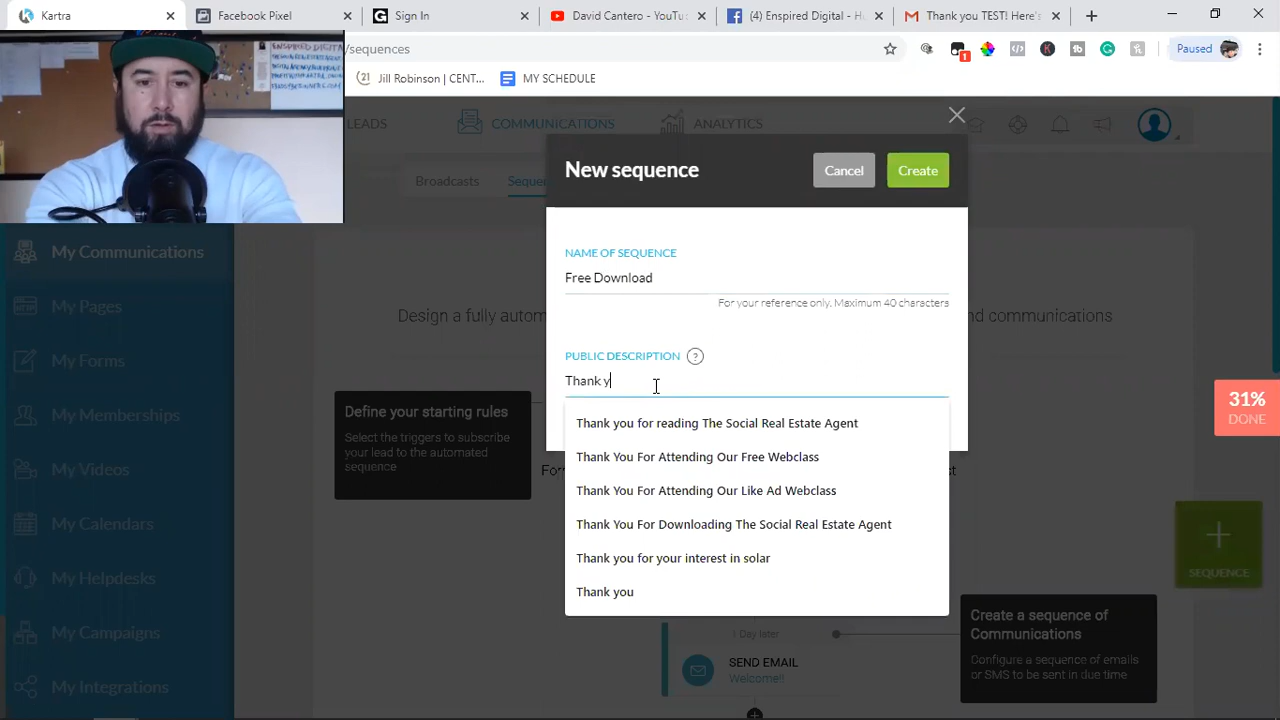 Kartra
Facebook Pixel
Sign In
David Cantero - YouTu
(4) Enspired Digital - H
Thank you TEST! Here's
/sequences
Paused
1
Jill Robinson | CENT...
MY SCHEDULE
LEADS
COMMUNICATIONS
ANALYTICS
Broadcasts
Sequen
New sequence
Cancel
Create
My Communications
My Pages
My Forms
My Memberships
My Videos
My Calendars
My Helpdesks
My Campaigns
My Integrations
NAME OF SEQUENCE
Free Download
For your reference only. Maximum 40 characters
Design a fully autom
and communications
PUBLIC DESCRIPTION ?
Thank y
Thank you for reading The Social Real Estate Agent
Thank You For Attending Our Free Webclass
Thank You For Attending Our Like Ad Webclass
Thank You For Downloading The Social Real Estate Agent
Thank you for your interest in solar
Thank you
Define your starting rules
Select the triggers to subscribe
your lead to the automated
sequence
31%
DONE
SEQUENCE
1 Day later
SEND EMAIL
Welcome!!
Create a sequence of
Communications
Configure a sequence of emails
or SMS to be sent in due time